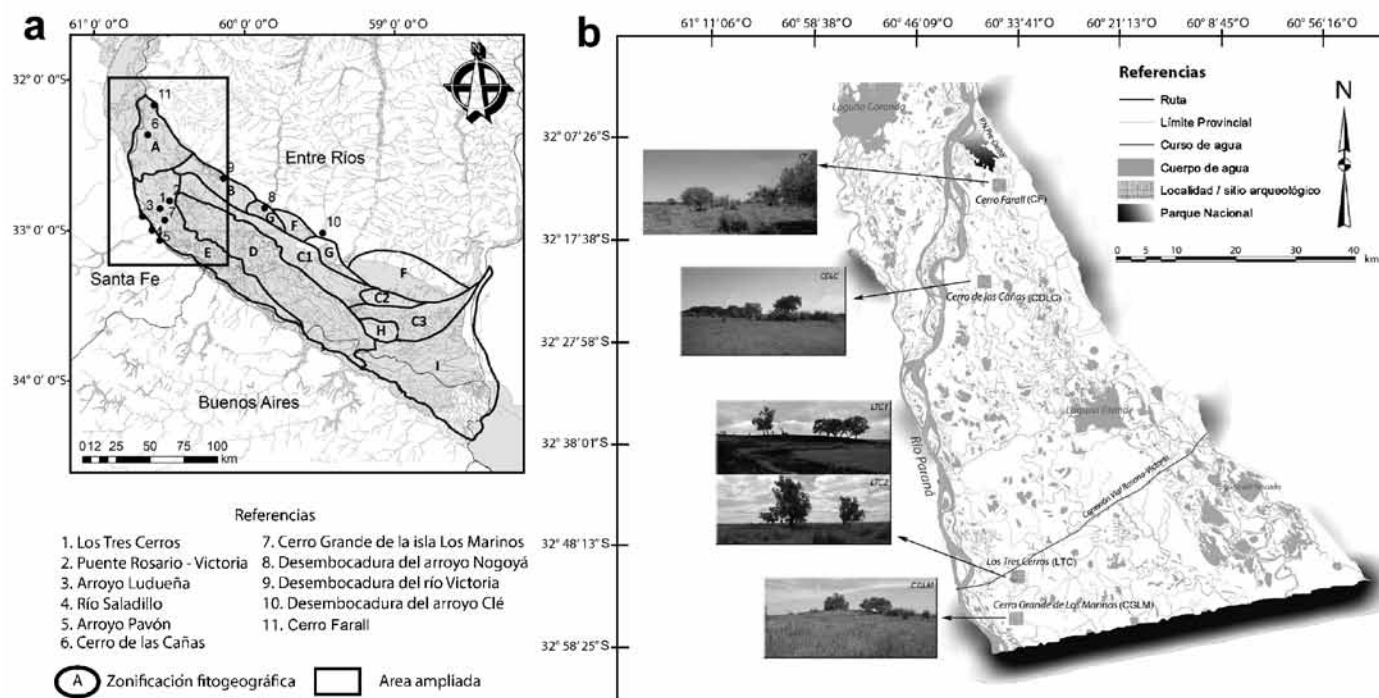 a
61° 0' 0"O 60° 0' 0"O 59° 0' 0"O
32° 0' 0"S
33° 0' 0"S
34° 0' 0"S
11
6
A
9
B
Entre Ríos
8
G
F
10
G
1
2
3
7
4
5
E
D
C1
F
C2
C3
H
I
Santa Fe
Buenos Aires
0 12 25 50 75 100
km
Referencias
1. Los Tres Cerros
2. Puente Rosario - Victoria
3. Arroyo Ludueña
4. Río Saladillo
5. Arroyo Pavón
6. Cerro de las Cañas
7. Cerro Grande de la isla Los Marinos
8. Desembocadura del arroyo Nogoyá
9. Desembocadura del río Victoria
10. Desembocadura del arroyo Clé
11. Cerro Farall
A Zonificación fitogeográfica
Area ampliada
b
61°11'06"O 60°58'38"O 60°46'09"O 60°33'41"O 60°21'13"O 60°8'45"O 60°56'16"O
32°07'26"S
32°17'38"S
32°27'58"S
32°38'01"S
32°48'13"S
32°58'25"S
Referencias
Ruta
Límite Provincial
Curso de agua
Cuerpo de agua
Localidad / sitio arqueológico
Parque Nacional
N
0 5 10 20 30 40
km
Laguna Coronda
CF
Cerro Farall (CF)
CDLC
Cerro de las Cañas (CDLC)
Laguna Grande
LTC1
LTC2
Río Paraná
Conexión Vial Rosario-Victoria
Los Tres Cerros (LTC)
CGLM
Cerro Grande de Los Marinos (CGLM)